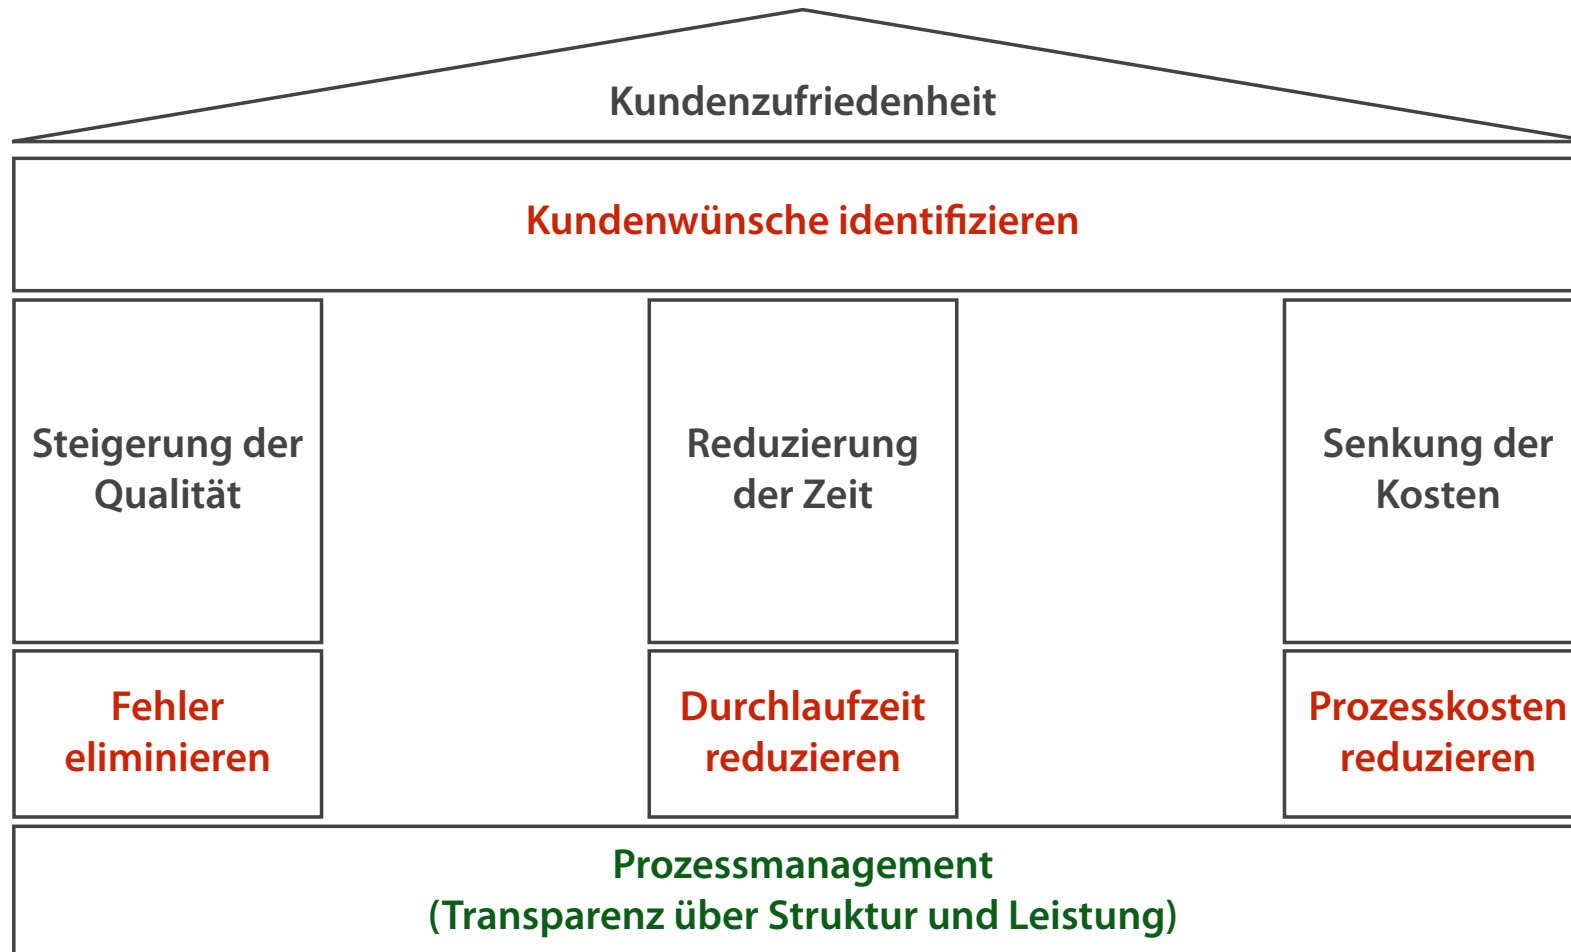 Kundenzufriedenheit
Kundenwünsche identifizieren
Steigerung der
Qualität
Reduzierung
der Zeit
Senkung der
Kosten
Fehler
eliminieren
Durchlaufzeit
reduzieren
Prozesskosten
reduzieren
Prozessmanagement
(Transparenz über Struktur und Leistung)